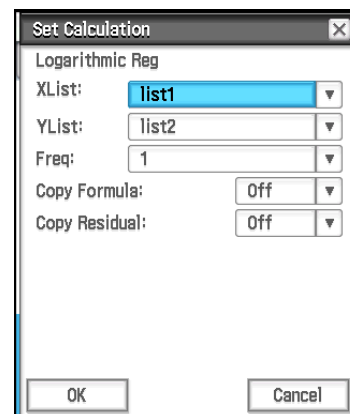 Set Calculation
Logarithmic Reg
XList: list1
YList: list2
Freq: 1
Copy Formula: Off
Copy Residual: Off
OK Cancel